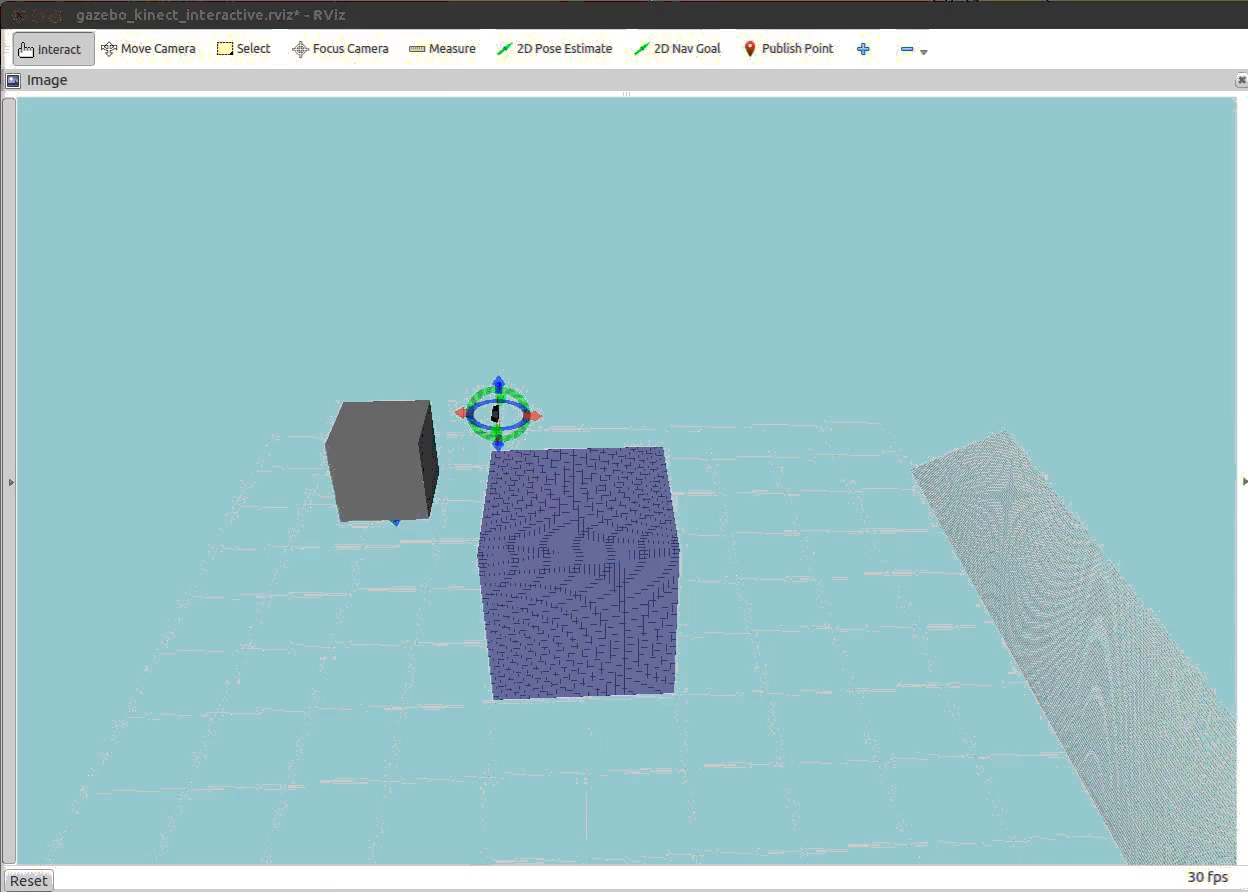 gazebo_kinect_interactive.rviz* - RViz
Interact Move Camera Select Focus Camera Measure 2D Pose Estimate 2D Nav Goal Publish Point
Image
Reset 30 fps